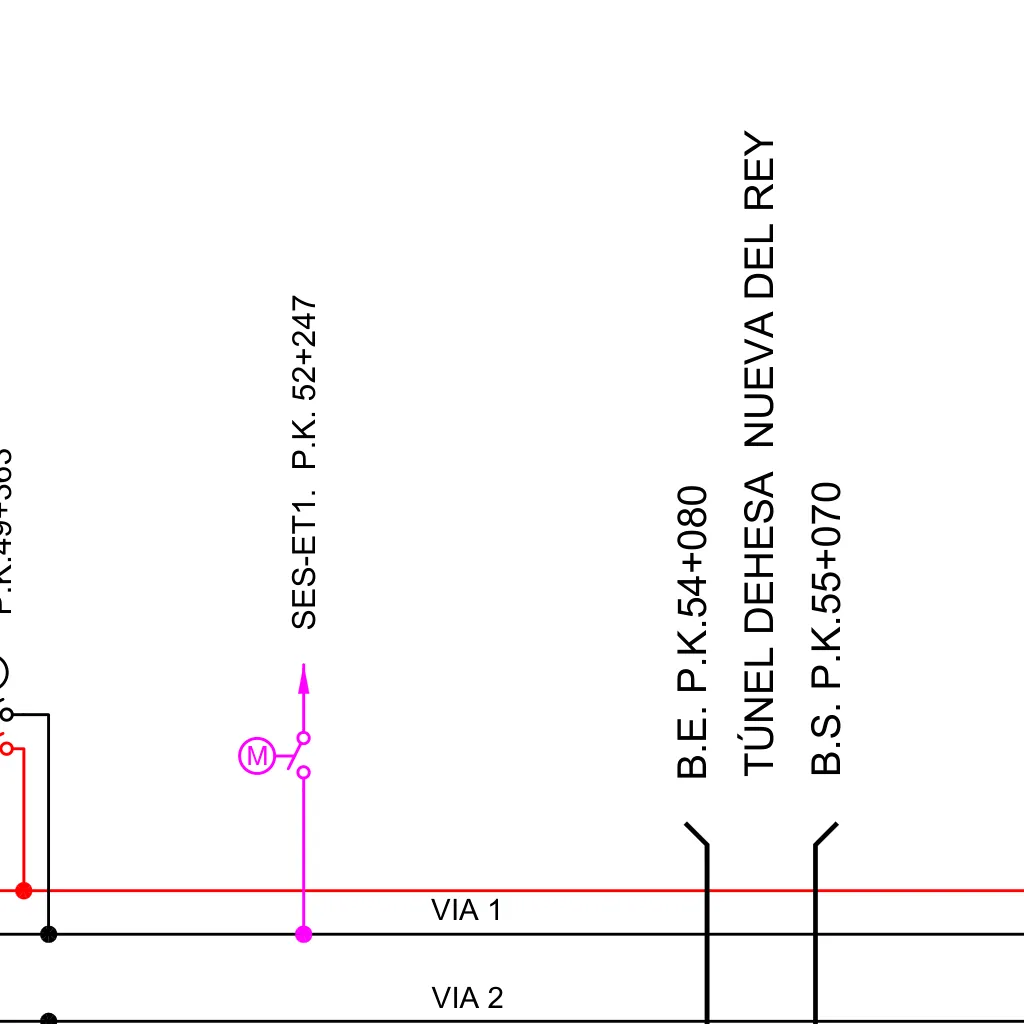 SES-ET1.  P.K. 52+247
M
B.E. P.K.54+080
TÚNEL DEHESA  NUEVA DEL REY
B.S. P.K.55+070
VIA 1
VIA 2